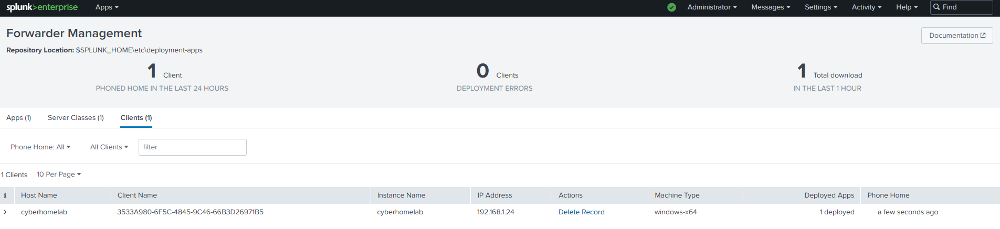 splunk>enterprise Apps Administrator Messages Settings Activity Help Find
Forwarder Management
Documentation
Repository Location: $SPLUNK_HOME\etc\deployment-apps
1 Client
PHONED HOME IN THE LAST 24 HOURS
0 Clients
DEPLOYMENT ERRORS
1 Total download
IN THE LAST 1 HOUR
Apps (1) Server Classes (1) Clients (1)
Phone Home: All All Clients filter
1 Clients 10 Per Page
i Host Name Client Name Instance Name IP Address Actions Machine Type Deployed Apps Phone Home
> cyberhomelab 3533A980-6F5C-4845-9C46-66B3D26971B5 cyberhomelab 192.168.1.24 Delete Record windows-x64 1 deployed a few seconds ago